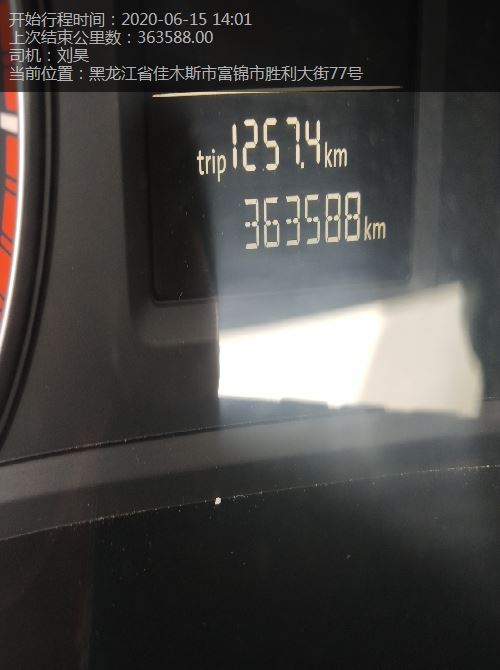 开始行程时间：2020-06-15 14:01
上次结束公里数：363588.00
司机：刘昊
当前位置：黑龙江省佳木斯市富锦市胜利大街77号
trip 1257.4 km
363588 km